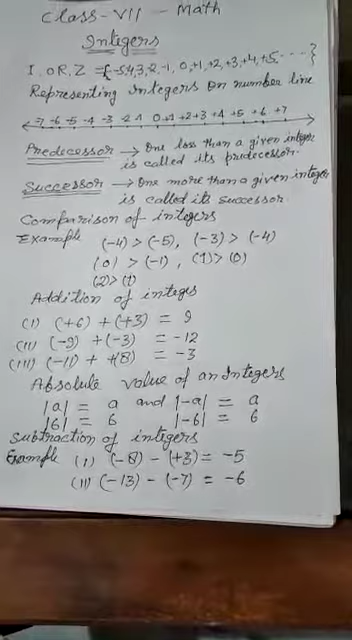 Class-VII - Math
Integers
I. OR. Z = {-5,4,3,-2,-1, 0,+1,+2,+3,+4,+5, ---- }
Representing Integers on number line
-7 -6 -5 -4 -3 -2 -1 0 +1 +2 +3 +4 +5 +6 +7
Predecessor → One less than a given integer
is called its predecessor.
Successor → One more than a given integer
is called its successor.
Comparison of integers
Example (-4) > (-5), (-3) > (-4)
(0) > (-1), (1) > (0)
(2) > (1)
Addition of integers
(I) (+6) + (+3) = 9
(II) (-9) + (-3) = -12
(III) (-11) + +(8) = -3
Absolule value of an Integers
|a| = a and |-a| = a
|6| = 6 |-6| = 6
Subtraction of integers
Example (I) (-8) - (+3) = -5
(II) (-13) - (-7) = -6